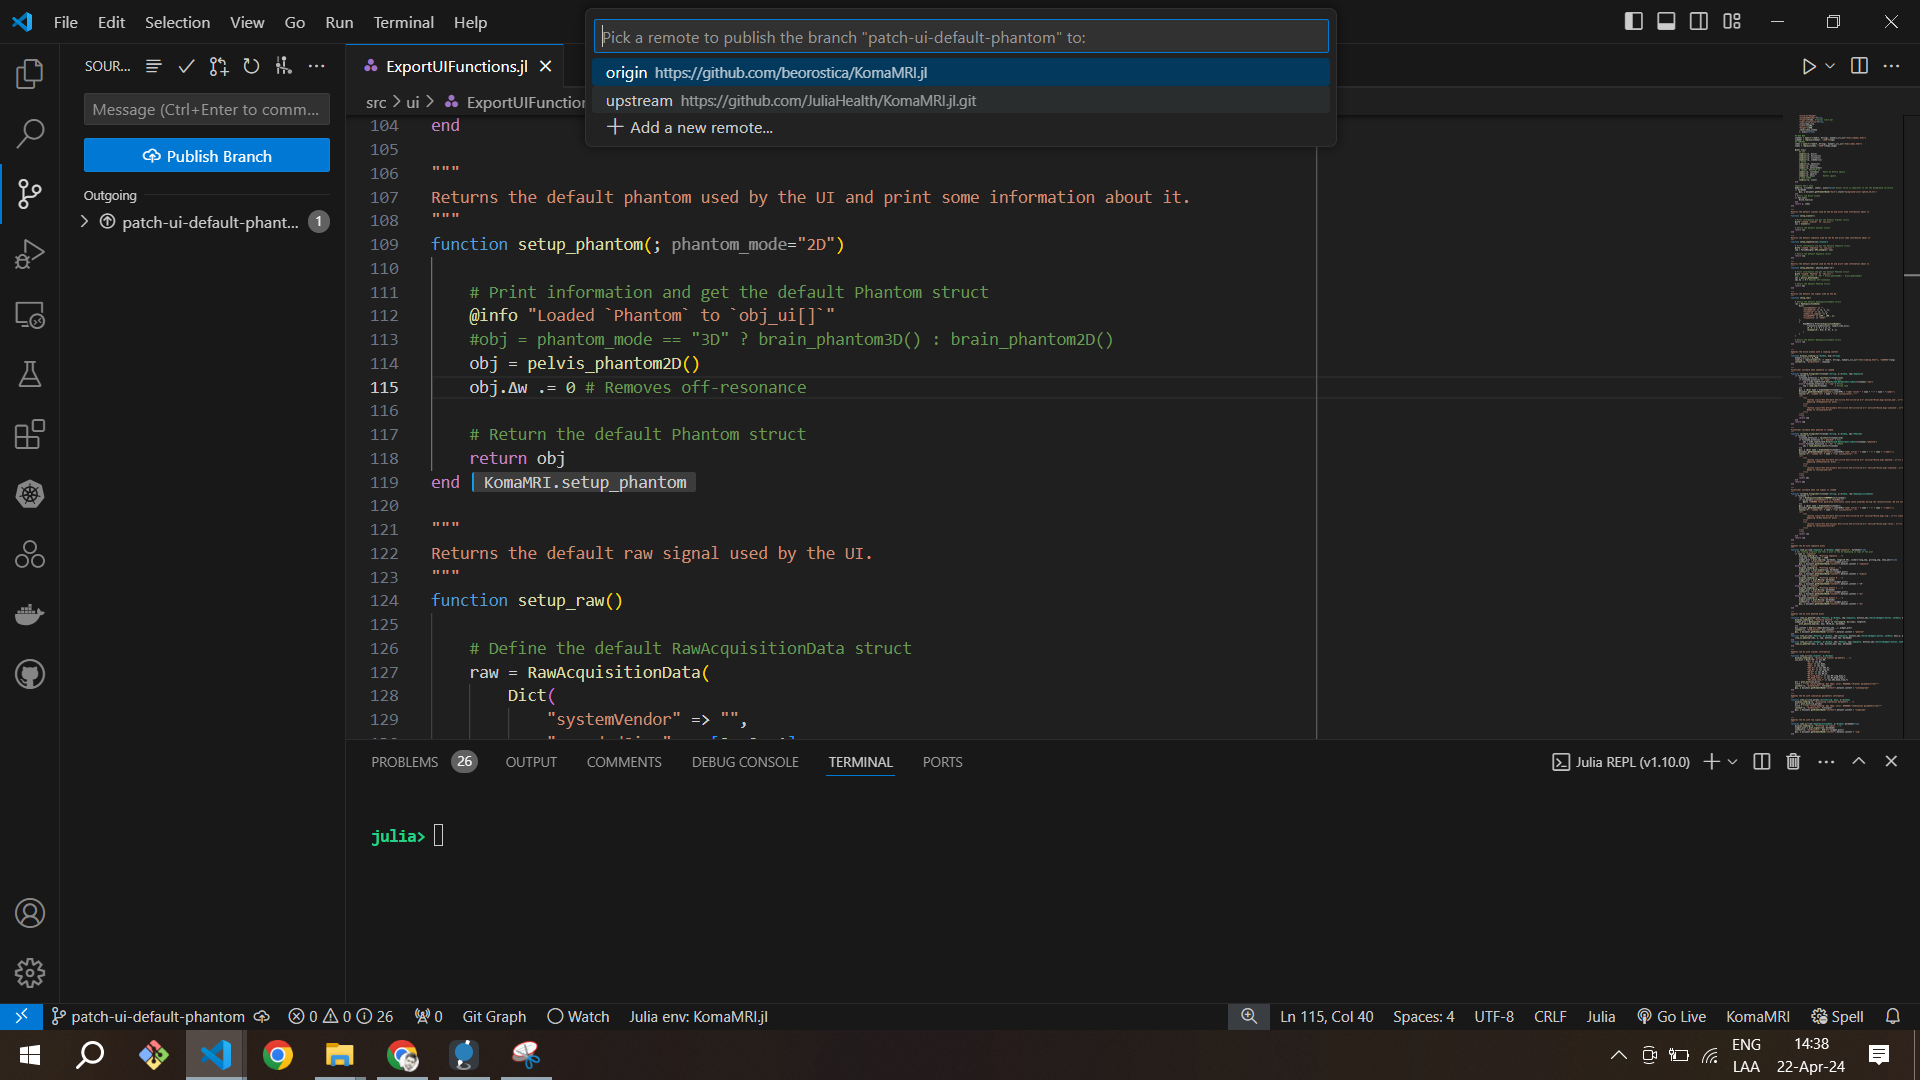 File Edit Selection View Go Run Terminal Help
Pick a remote to publish the branch "patch-ui-default-phantom" to:
origin https://github.com/beorostica/KomaMRI.jl
upstream https://github.com/JuliaHealth/KomaMRI.jl.git
Add a new remote...
SOUR...
Message (Ctrl+Enter to comm...
Publish Branch
Outgoing
patch-ui-default-phant... 1
ExportUIFunctions.jl
src > ui > ExportUIFunction
104 end
105
106 """
107 Returns the default phantom used by the UI and print some information about it.
108 """
109 function setup_phantom(; phantom_mode="2D")
110
111 # Print information and get the default Phantom struct
112 @info "Loaded `Phantom` to `obj_ui[]`"
113 #obj = phantom_mode == "3D" ? brain_phantom3D() : brain_phantom2D()
114 obj = pelvis_phantom2D()
115 obj.Δw .= 0 # Removes off-resonance
116
117 # Return the default Phantom struct
118 return obj
119 end KomaMRI.setup_phantom
120
121 """
122 Returns the default raw signal used by the UI.
123 """
124 function setup_raw()
125
126 # Define the default RawAcquisitionData struct
127 raw = RawAcquisitionData(
128 Dict(
129 "systemVendor" => "",
PROBLEMS 26 OUTPUT COMMENTS DEBUG CONSOLE TERMINAL PORTS
Julia REPL (v1.10.0)
julia>
patch-ui-default-phantom 0 0 26 0 Git Graph Watch Julia env: KomaMRI.jl
Ln 115, Col 40 Spaces: 4 UTF-8 CRLF Julia Go Live KomaMRI Spell
ENG
LAA
14:38
22-Apr-24